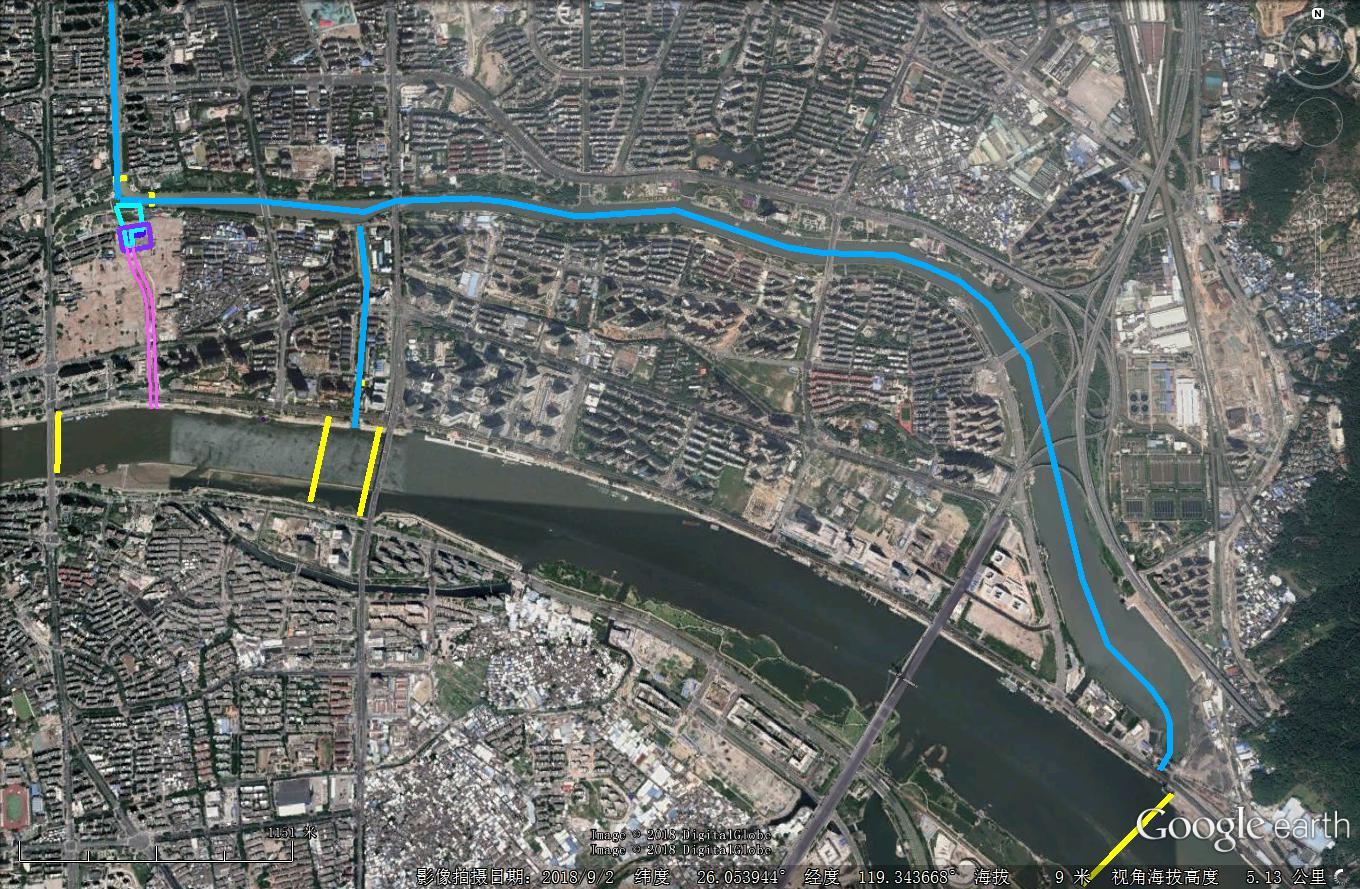 N
1151 米
Google earth
Image © 2018 DigitalGlobe
Image © 2018 DigitalGlobe
影像拍摄日期: 2018/9/2 纬度 26.053944° 经度 119.343668° 海拔 9 米 视角海拔高度 5.13 公里